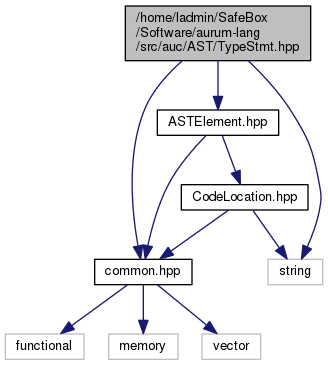 /home/ladmin/SafeBox
/Software/aurum-lang
/src/auc/AST/TypeStmt.hpp
ASTElement.hpp
CodeLocation.hpp
common.hpp
string
functional
memory
vector